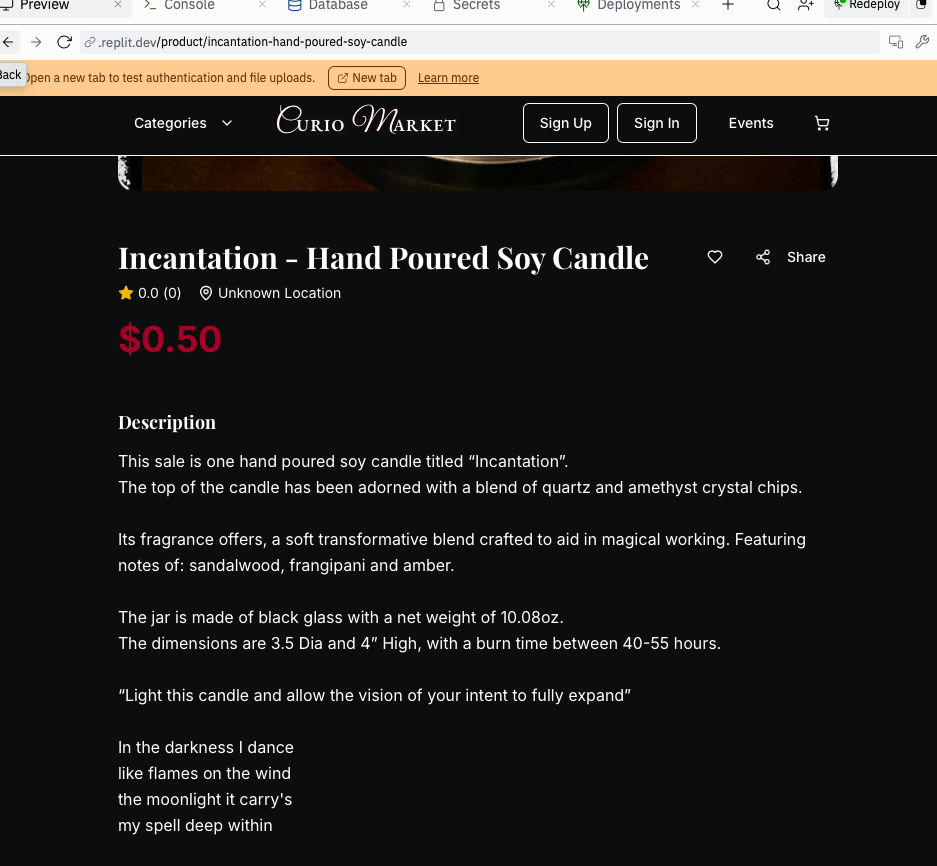 Preview
Console
Database
Secrets
Deployments
Redeploy
.replit.dev/product/incantation-hand-poured-soy-candle
Back
Open a new tab to test authentication and file uploads.
New tab
Learn more
Categories
Curio Market
Sign Up
Sign In
Events
Incantation - Hand Poured Soy Candle
Share
0.0 (0)
Unknown Location
$0.50
Description
This sale is one hand poured soy candle titled “Incantation”.
The top of the candle has been adorned with a blend of quartz and amethyst crystal chips.
Its fragrance offers, a soft transformative blend crafted to aid in magical working. Featuring
notes of: sandalwood, frangipani and amber.
The jar is made of black glass with a net weight of 10.08oz.
The dimensions are 3.5 Dia and 4” High, with a burn time between 40-55 hours.
“Light this candle and allow the vision of your intent to fully expand”
In the darkness I dance
like flames on the wind
the moonlight it carry's
my spell deep within